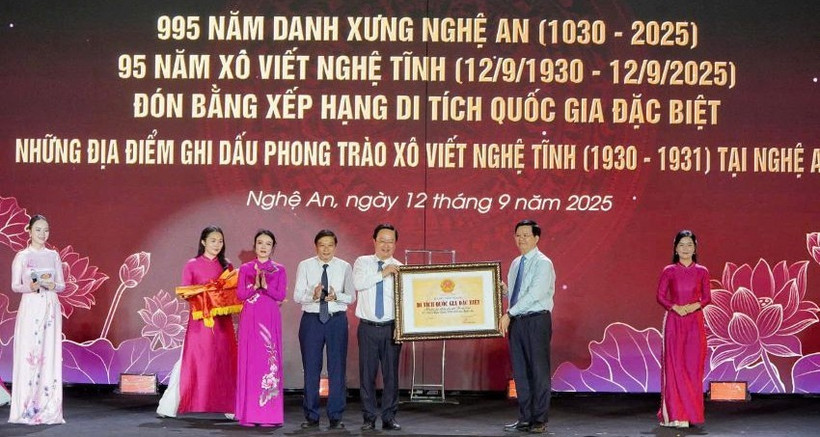 995 NĂM DANH XƯNG NGHỆ AN (1030 - 2025)
95 NĂM XÔ VIẾT NGHỆ TĨNH (12/9/1930 - 12/9/2025)
ĐÓN BẰNG XẾP HẠNG DI TÍCH QUỐC GIA ĐẶC BIỆT
NHỮNG ĐỊA ĐIỂM GHI DẤU PHONG TRÀO XÔ VIẾT NGHỆ TĨNH (1930 - 1931) TẠI NGHỆ A
Nghệ An, ngày 12 tháng 9 năm 2025
DI TÍCH QUỐC GIA ĐẶC BIỆT